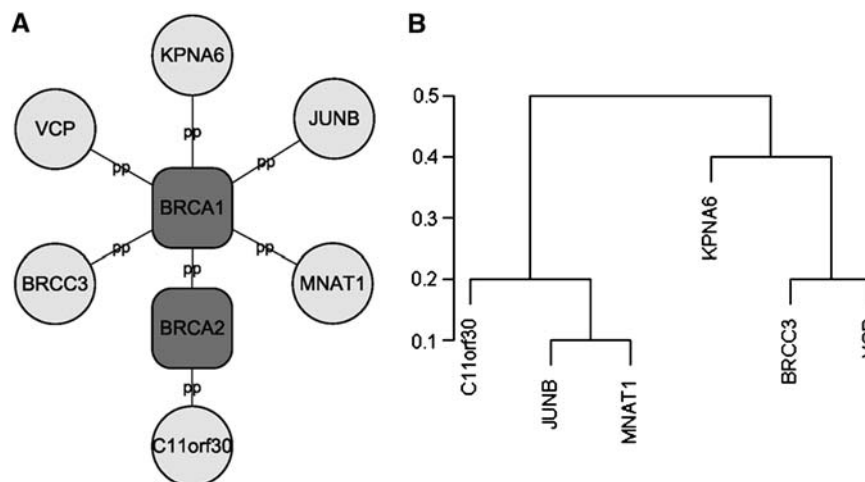 A
KPNA6
VCP
JUNB
pp
pp
pp
BRCA1
pp
pp
pp
BRCC3
MNAT1
BRCA2
pp
C11orf30
B
0.5
0.4
0.3
0.2
0.1
KPNA6
C11orf30
BRCC3
JUNB
MNAT1